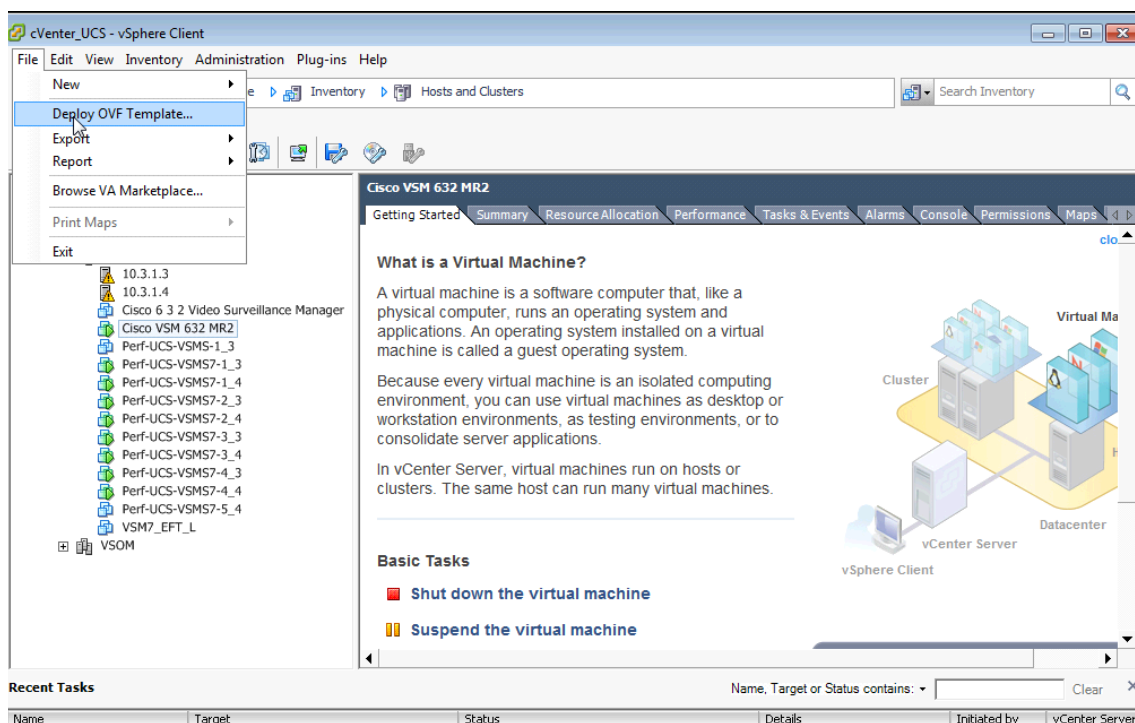 cVenter_UCS - vSphere Client
File Edit View Inventory Administration Plug-ins Help
New
Deploy OVF Template...
Export
Report
Browse VA Marketplace...
Print Maps
Exit
Inventory Hosts and Clusters
Search Inventory
10.3.1.3
10.3.1.4
Cisco 6 3 2 Video Surveillance Manager
Cisco VSM 632 MR2
Perf-UCS-VSMS-1_3
Perf-UCS-VSMS7-1_3
Perf-UCS-VSMS7-1_4
Perf-UCS-VSMS7-2_3
Perf-UCS-VSMS7-2_4
Perf-UCS-VSMS7-3_3
Perf-UCS-VSMS7-3_4
Perf-UCS-VSMS7-4_3
Perf-UCS-VSMS7-4_4
Perf-UCS-VSMS7-5_4
VSM7_EFT_L
VSOM
Cisco VSM 632 MR2
Getting Started Summary Resource Allocation Performance Tasks & Events Alarms Console Permissions Maps
clo
What is a Virtual Machine?
A virtual machine is a software computer that, like a
physical computer, runs an operating system and
applications. An operating system installed on a virtual
machine is called a guest operating system.
Because every virtual machine is an isolated computing
environment, you can use virtual machines as desktop or
workstation environments, as testing environments, or to
consolidate server applications.
In vCenter Server, virtual machines run on hosts or
clusters. The same host can run many virtual machines.
Virtual Ma
Cluster
H
Datacenter
vCenter Server
vSphere Client
Basic Tasks
Shut down the virtual machine
Suspend the virtual machine
Recent Tasks
Name, Target or Status contains:
Clear
Name Target Status Details Initiated by vCenter Server